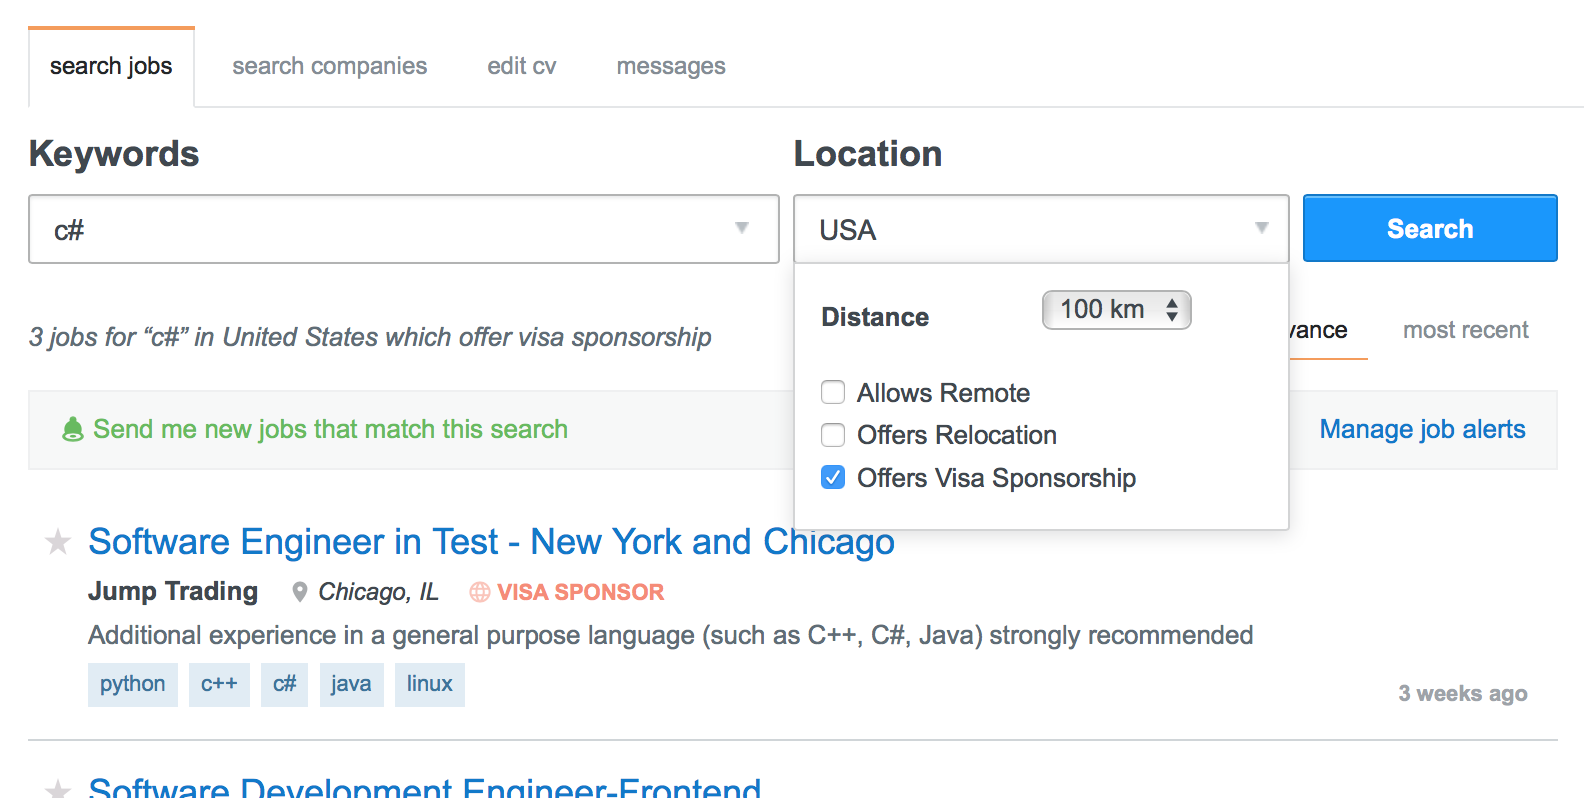 search jobs search companies edit cv messages
Keywords Location
c# USA Search
Distance 100 km
3 jobs for “c#” in United States which offer visa sponsorship vance most recent
Allows Remote
Send me new jobs that match this search Offers Relocation Manage job alerts
Offers Visa Sponsorship
Software Engineer in Test - New York and Chicago
Jump Trading Chicago, IL VISA SPONSOR
Additional experience in a general purpose language (such as C++, C#, Java) strongly recommended
python c++ c# java linux
3 weeks ago
Software Development Engineer-Frontend